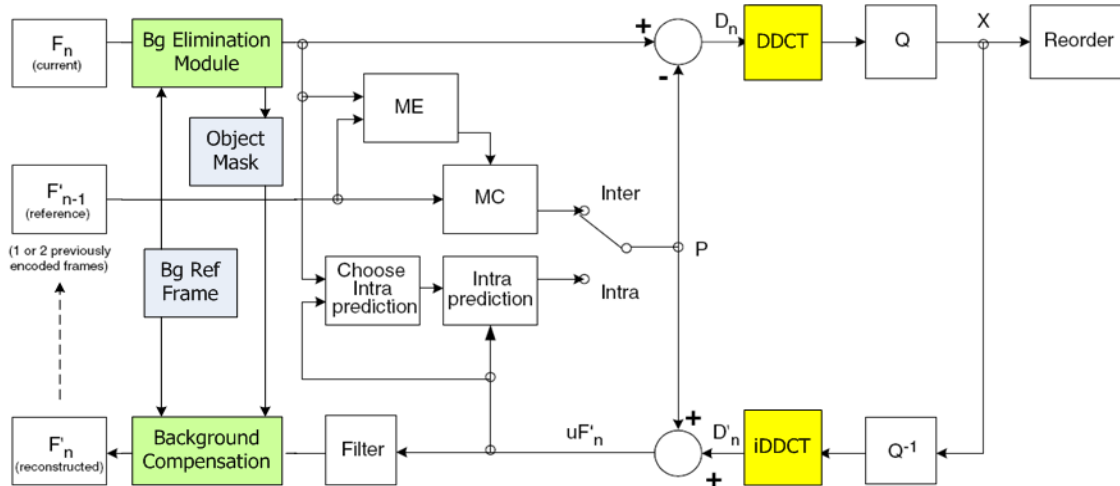 Fn
(current)
Bg Elimination
Module
+
-
Dn
DDCT
Q
X
Reorder
ME
Object
Mask
F'n-1
(reference)
MC
Inter
P
(1 or 2 previously
encoded frames)
Bg Ref
Frame
Choose
Intra
prediction
Intra
prediction
Intra
F'n
(reconstructed)
Background
Compensation
Filter
uF'n
+
+
D'n
iDDCT
Q-1